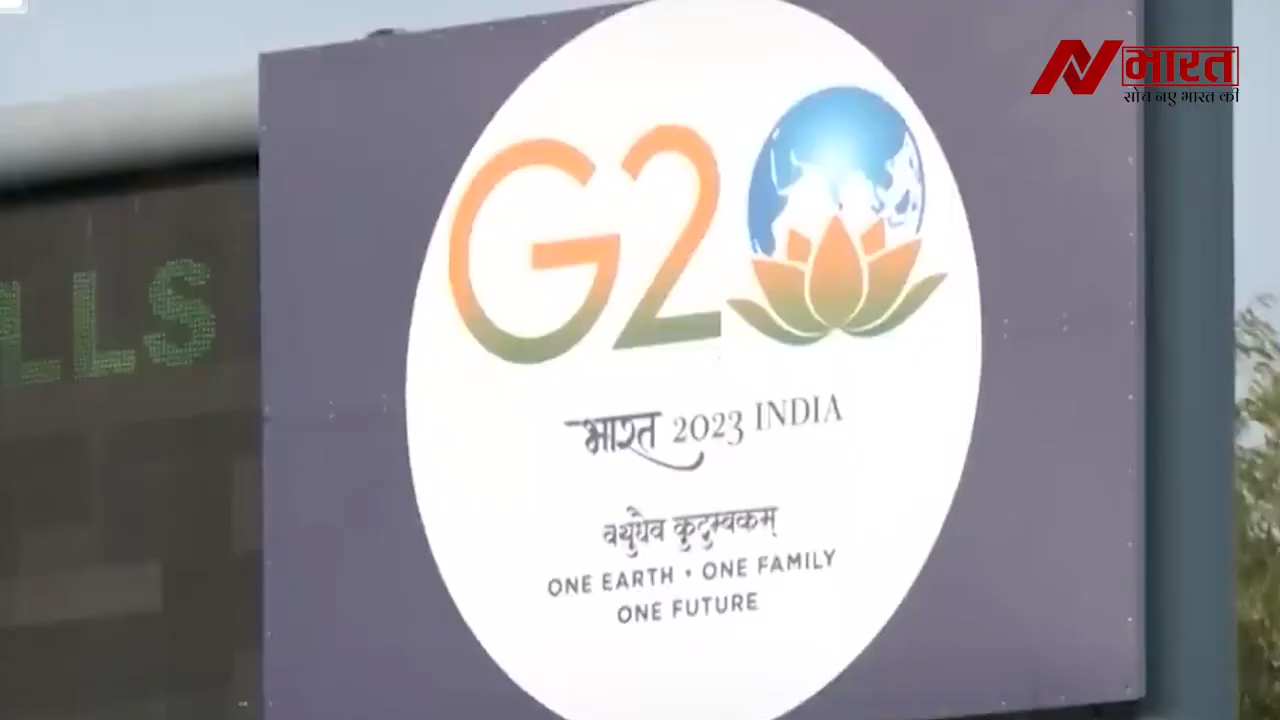 भारत
सोच नए भारत की
LLS
G20
भारत 2023 INDIA
वसुधैव कुटुम्बकम्
ONE EARTH • ONE FAMILY
ONE FUTURE